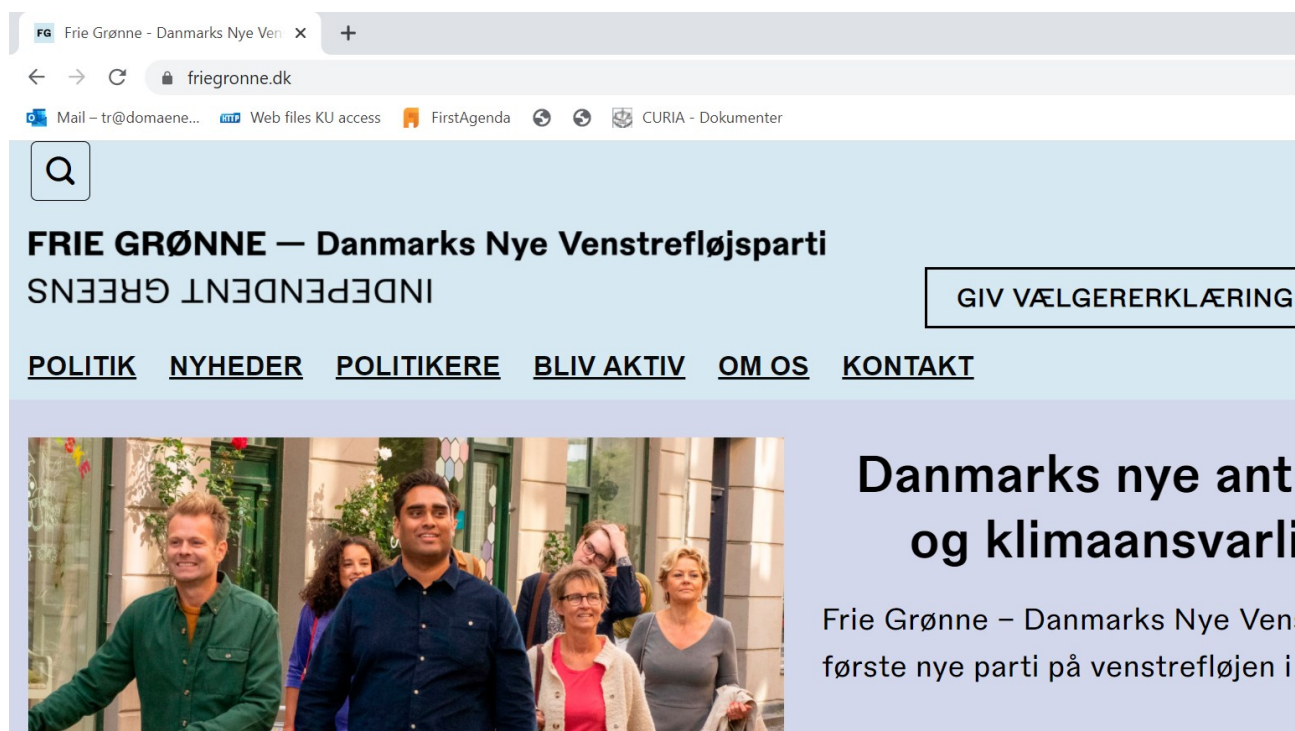 FG Frie Grønne - Danmarks Nye Ven
friegronne.dk
Mail – tr@domaene... HTTP Web files KU access FirstAgenda CURIA - Dokumenter
FRIE GRØNNE — Danmarks Nye Venstrefløjsparti
INDEPENDENT GREENS
GIV VÆLGERERKLÆRING
POLITIK NYHEDER POLITIKERE BLIV AKTIV OM OS KONTAKT
Danmarks nye ant
og klimaansvarli
Frie Grønne – Danmarks Nye Ven
første nye parti på venstrefløjen i